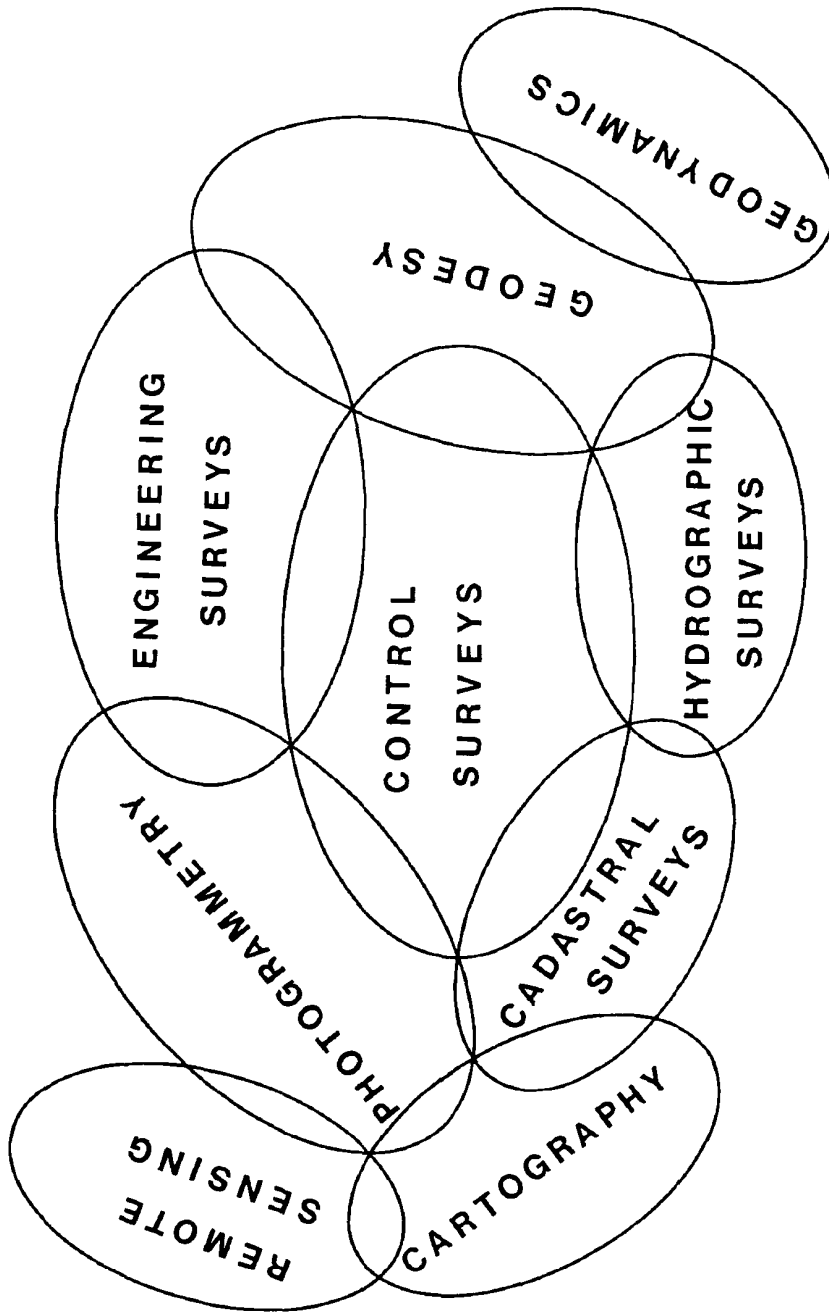 REMOTE
SENSING
PHOTOGRAMMETRY
ENGINEERING
SURVEYS
GEODESY
GEODYNAMICS
CONTROL
SURVEYS
CARTOGRAPHY
CADASTRAL
SURVEYS
HYDROGRAPHIC
SURVEYS